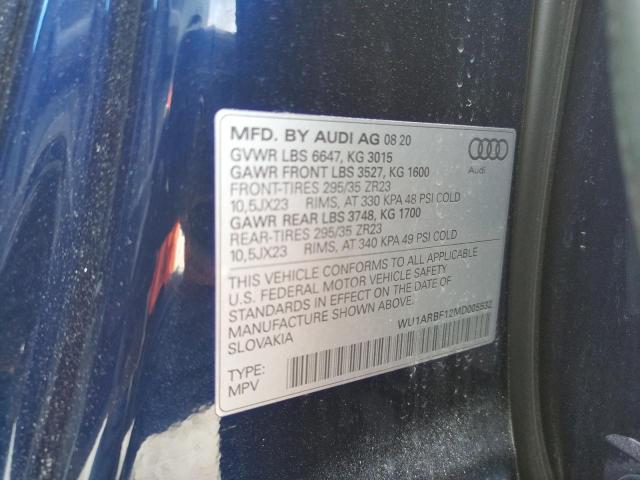 MFD. BY AUDI AG 08 20
GVWR LBS 6647, KG 3015
GAWR FRONT LBS 3527, KG 1600
FRONT-TIRES 295/35 ZR23
10,5JX23 RIMS, AT 330 KPA 48 PSI COLD
GAWR REAR LBS 3748, KG 1700
REAR-TIRES 295/35 ZR23
10,5JX23 RIMS, AT 340 KPA 49 PSI COLD
THIS VEHICLE CONFORMS TO ALL APPLICABLE
U.S. FEDERAL MOTOR VEHICLE SAFETY
STANDARDS IN EFFECT ON THE DATE OF
MANUFACTURE SHOWN ABOVE.
SLOVAKIA
WU1ARBF12MD005532
TYPE:
MPV
Audi